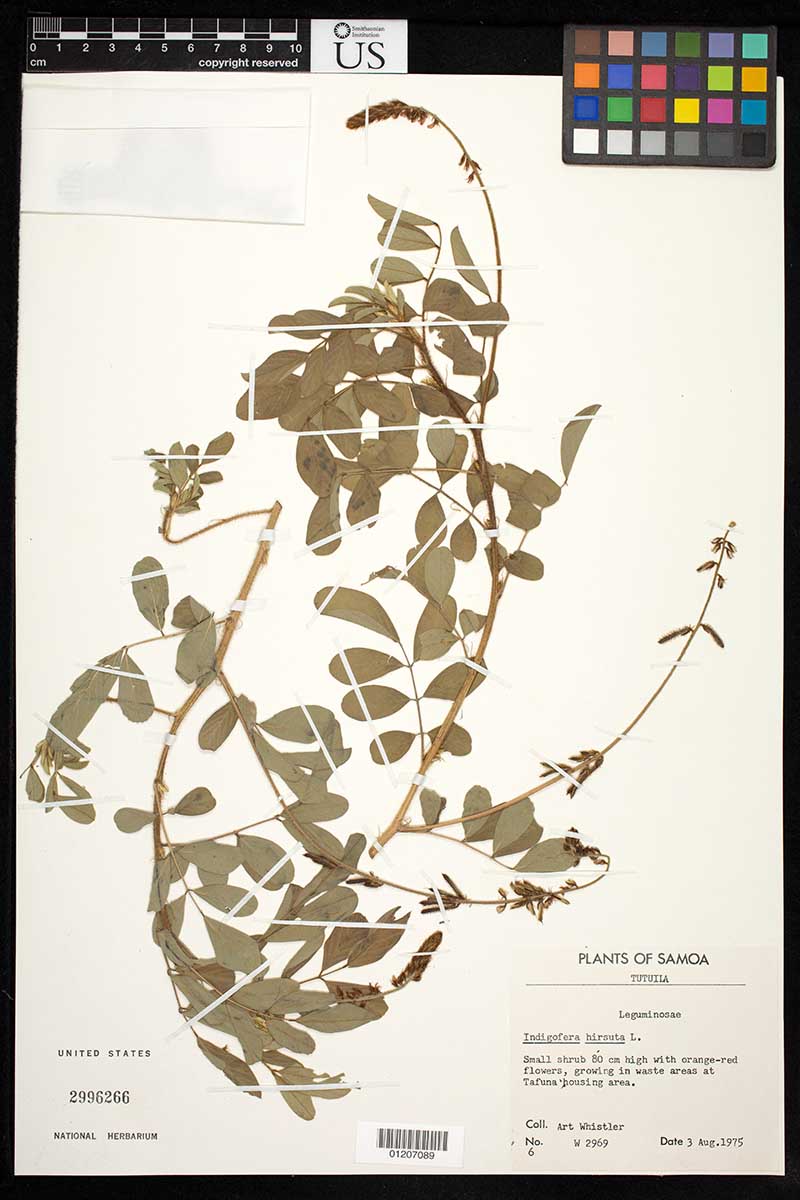 0 1 2 3 4 5 6 7 8 9 10
cm copyright reserved
Smithsonian
Institution
US
PLANTS OF SAMOA
TUTUILA
Leguminosae
Indigofera hirsuta L.
Small shrub 80 cm high with orange-red
flowers, growing in waste areas at
Tafuna housing area.
Coll. Art Whistler
No. W 2969 Date 3 Aug.1975
6
UNITED STATES
2996266
NATIONAL HERBARIUM
01207089